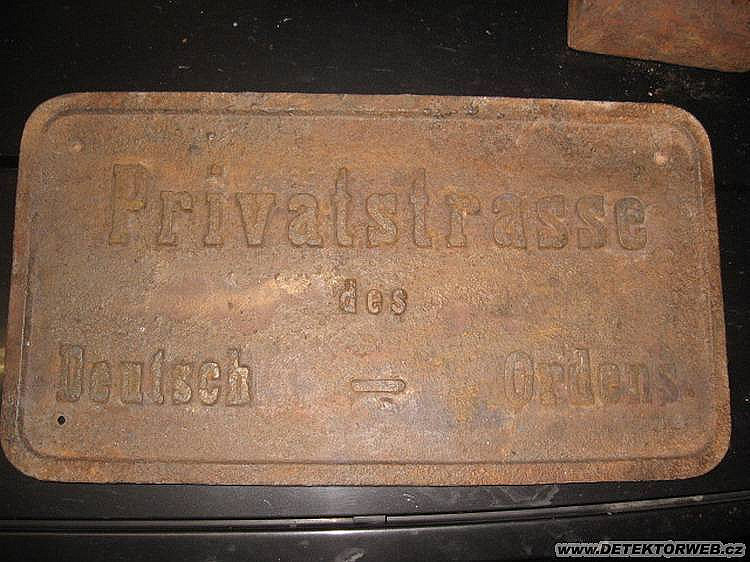 Privatstrasse
des
Deutsch - Ordens.
www.DETEKTORWEB.cz